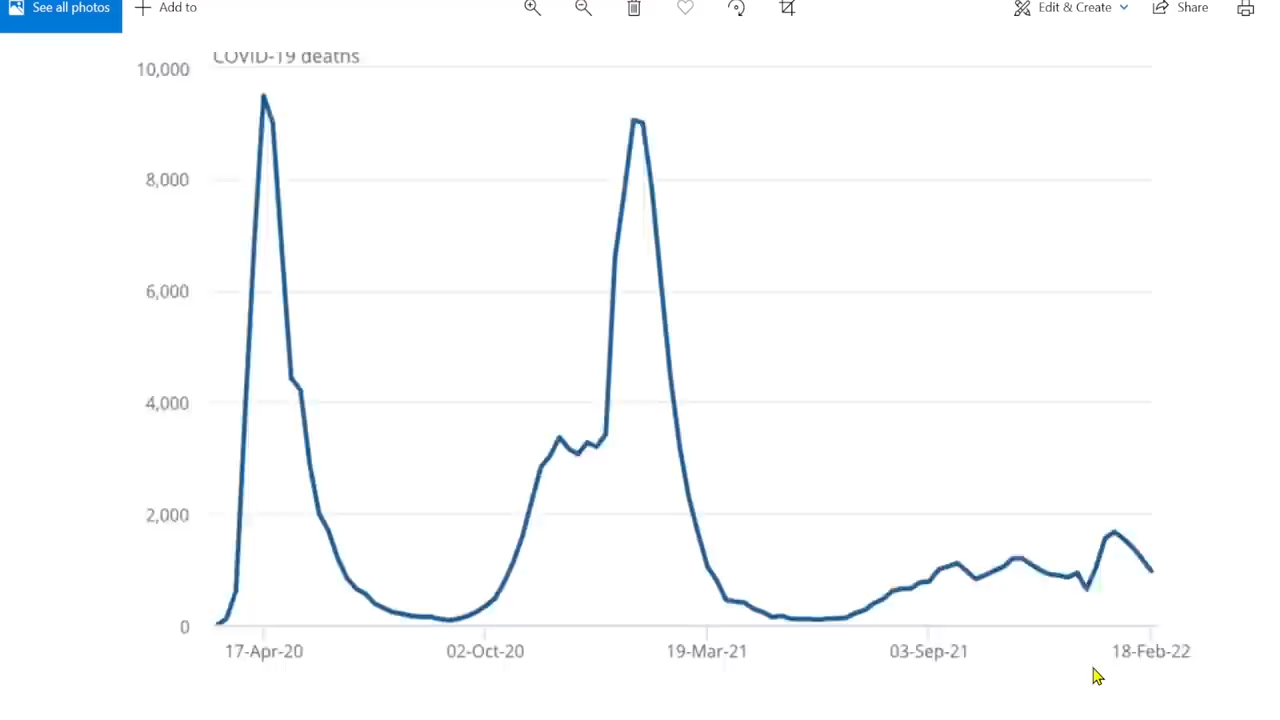 See all photos
Add to
Edit & Create
Share
COVID-19 deaths
10,000
8,000
6,000
4,000
2,000
0
17-Apr-20
02-Oct-20
19-Mar-21
03-Sep-21
18-Feb-22